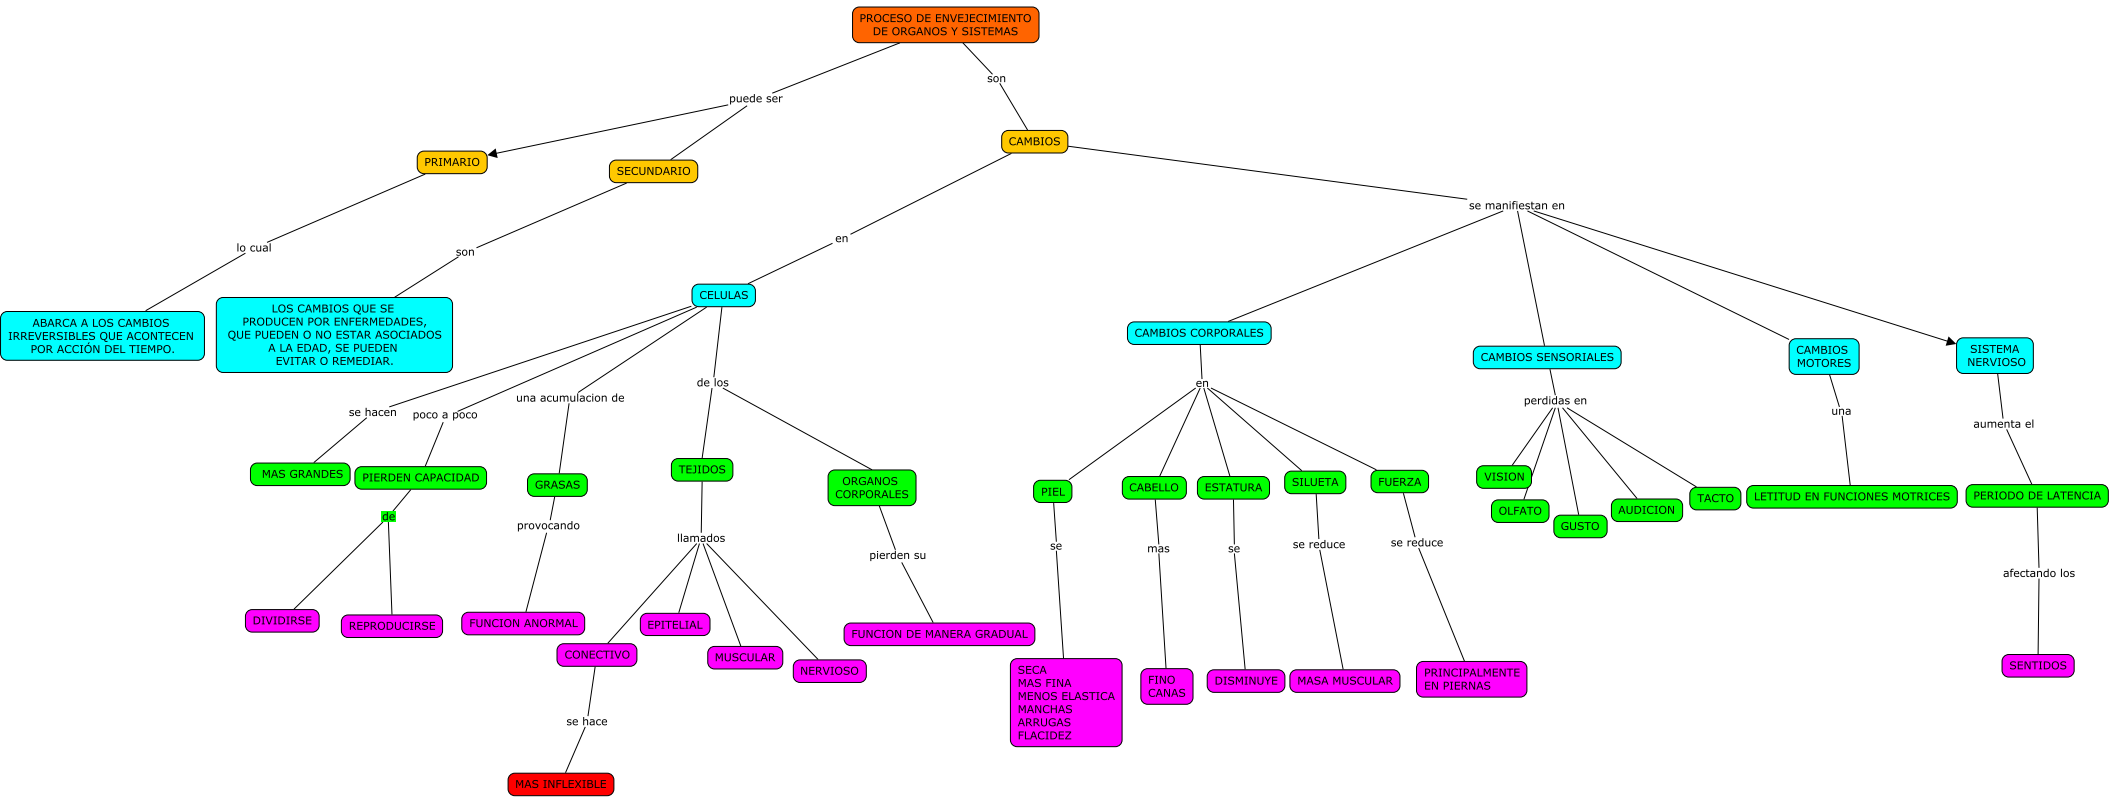 PROCESO DE ENVEJECIMIENTO
DE ORGANOS Y SISTEMAS
puede ser
son
PRIMARIO
SECUNDARIO
CAMBIOS
lo cual
son
en
se manifiestan en
ABARCA A LOS CAMBIOS
IRREVERSIBLES QUE ACONTECEN
POR ACCIÓN DEL TIEMPO.
LOS CAMBIOS QUE SE
PRODUCEN POR ENFERMEDADES,
QUE PUEDEN O NO ESTAR ASOCIADOS
A LA EDAD, SE PUEDEN
EVITAR O REMEDIAR.
CELULAS
CAMBIOS CORPORALES
CAMBIOS SENSORIALES
CAMBIOS
MOTORES
SISTEMA
NERVIOSO
se hacen
poco a poco
una acumulacion de
de los
en
perdidas en
una
aumenta el
MAS GRANDES
PIERDEN CAPACIDAD
GRASAS
TEJIDOS
ORGANOS
CORPORALES
PIEL
CABELLO
ESTATURA
SILUETA
FUERZA
VISION
OLFATO
GUSTO
AUDICION
TACTO
LETITUD EN FUNCIONES MOTRICES
PERIODO DE LATENCIA
de
provocando
llamados
pierden su
se
mas
se
se reduce
se reduce
afectando los
DIVIDIRSE
REPRODUCIRSE
FUNCION ANORMAL
CONECTIVO
EPITELIAL
MUSCULAR
NERVIOSO
FUNCION DE MANERA GRADUAL
SECA
MAS FINA
MENOS ELASTICA
MANCHAS
ARRUGAS
FLACIDEZ
FINO
CANAS
DISMINUYE
MASA MUSCULAR
PRINCIPALMENTE
EN PIERNAS
SENTIDOS
se hace
MAS INFLEXIBLE